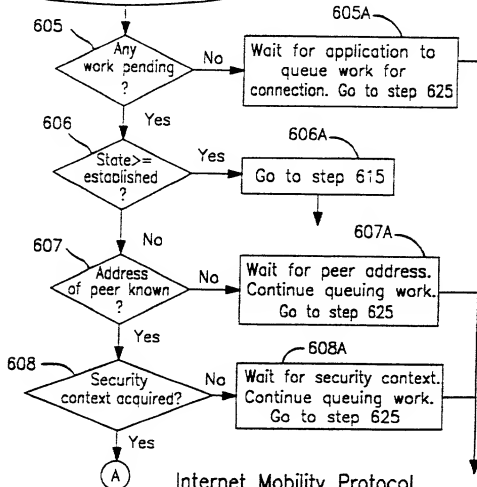 605
Any
work pending
?
No
605A
Wait for application to
queue work for
connection. Go to step 625
Yes
606
State>=
established
?
Yes
606A
Go to step 615
No
607
Address
of peer known
?
No
607A
Wait for peer address.
Continue queuing work.
Go to step 625
Yes
608
Security
context acquired?
No
608A
Wait for security context.
Continue queuing work.
Go to step 625
Yes
A
Internet Mobility Protocol